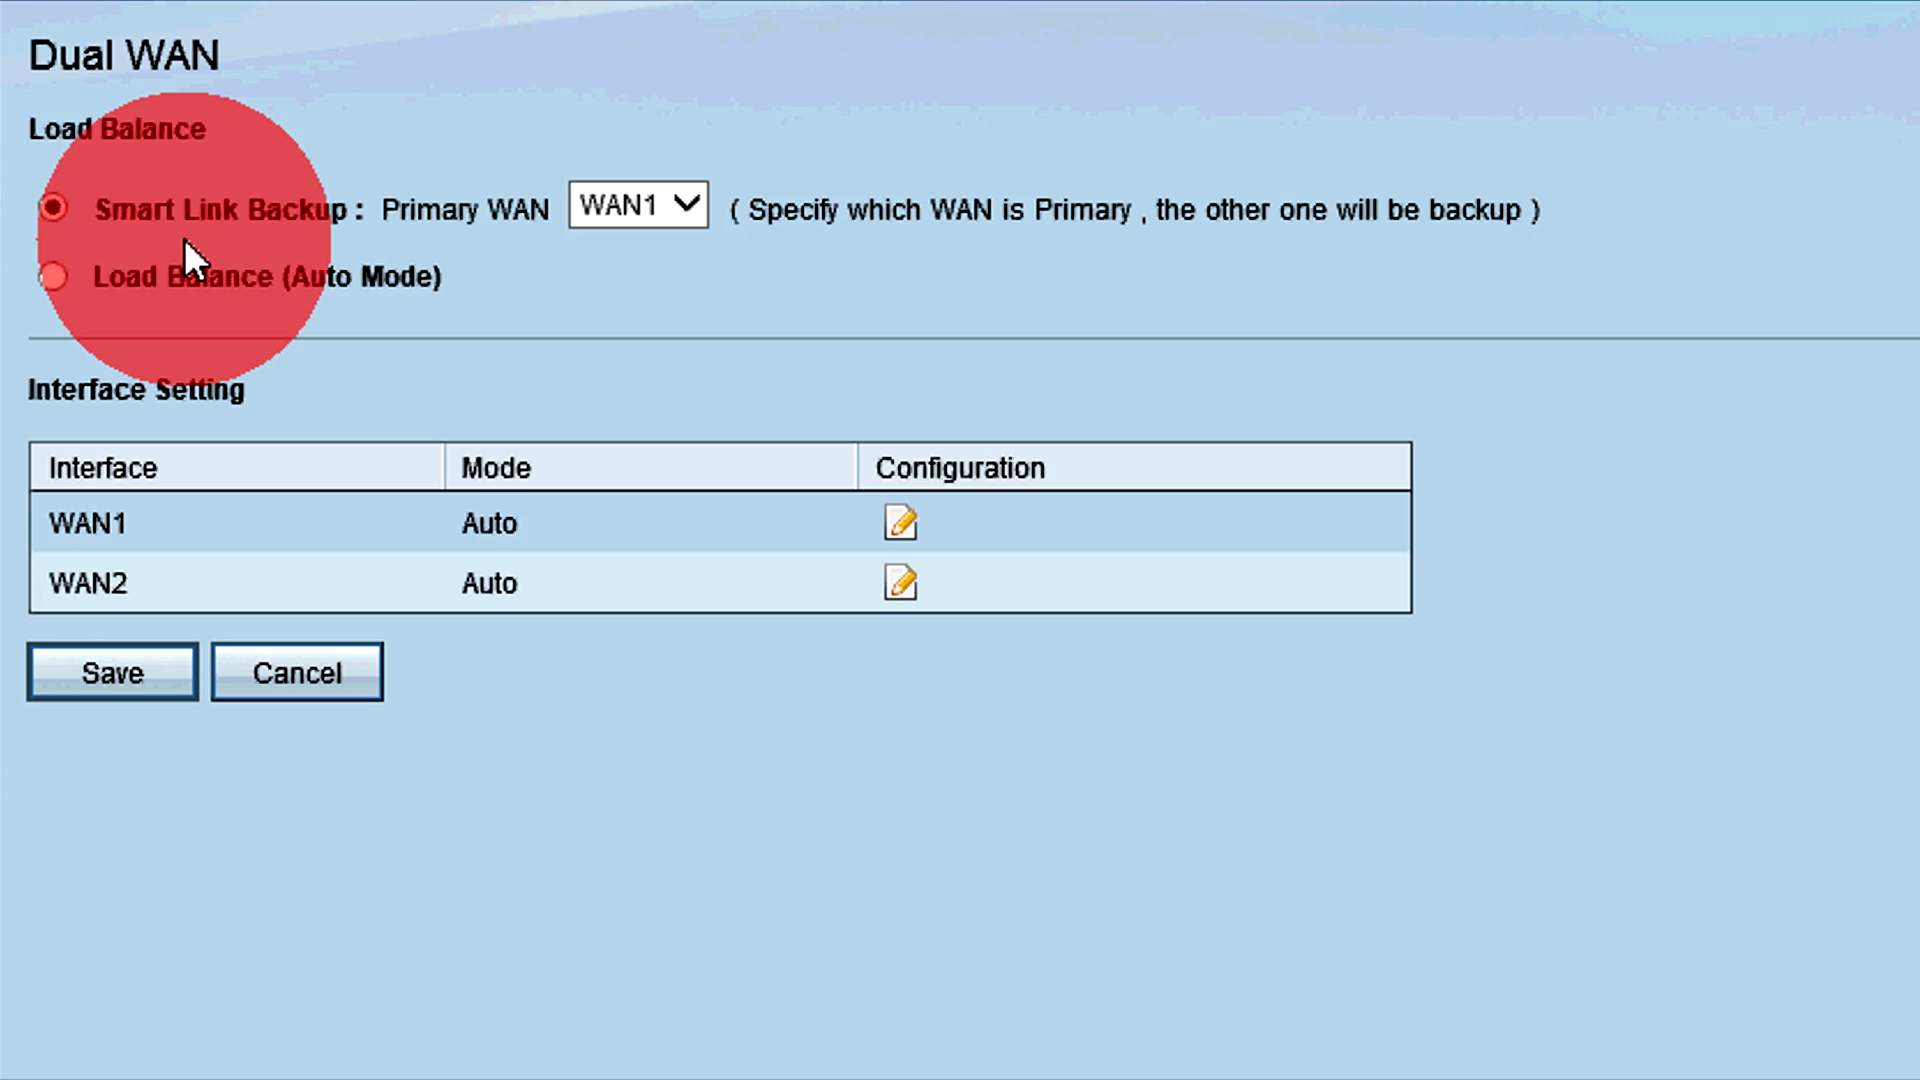 Dual WAN
Load Balance
Smart Link Backup : Primary WAN WAN1 ( Specify which WAN is Primary , the other one will be backup )
Load Balance (Auto Mode)
Interface Setting
Interface Mode Configuration
WAN1 Auto
WAN2 Auto
Save Cancel